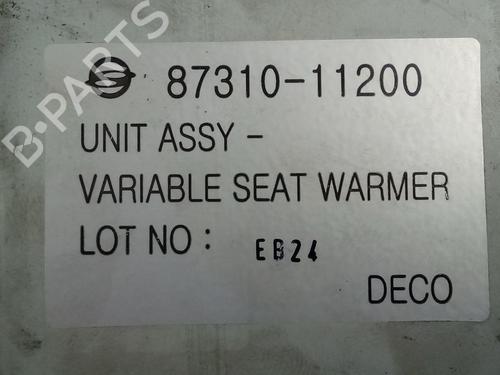 B-PARTS
87310-11200
UNIT ASSY -
VARIABLE SEAT WARMER
LOT NO : EB24
DECO